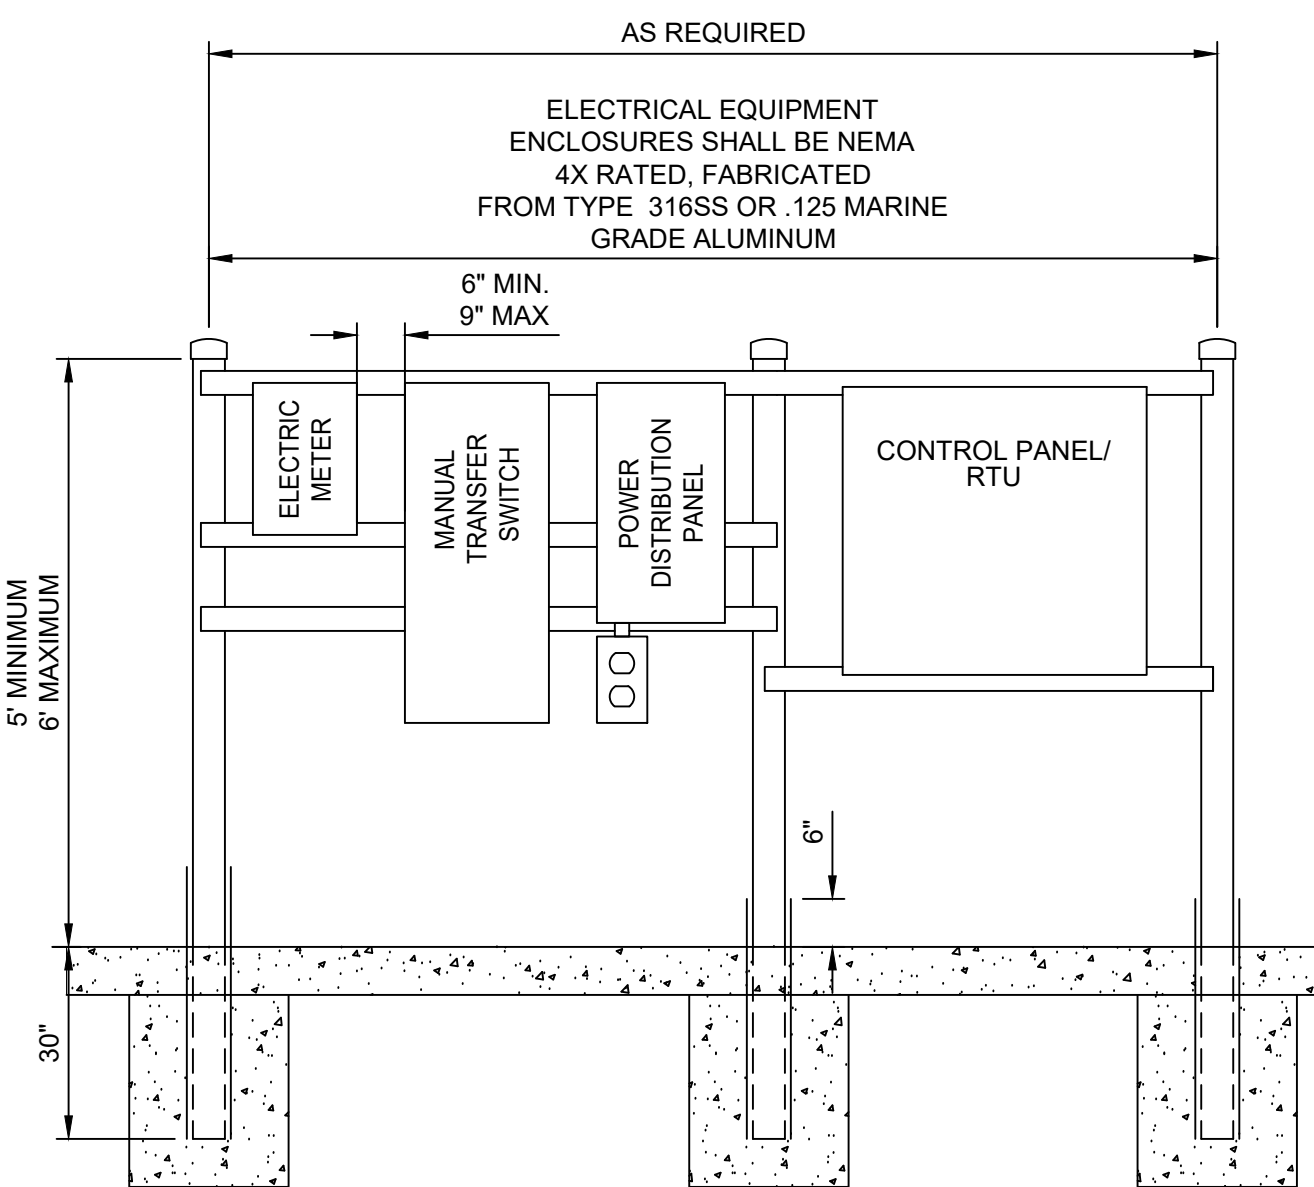 AS REQUIRED
ELECTRICAL EQUIPMENT
ENCLOSURES SHALL BE NEMA
4X RATED, FABRICATED
FROM TYPE 316SS OR .125 MARINE
GRADE ALUMINUM
6" MIN.
9" MAX
ELECTRIC
METER
MANUAL
TRANSFER
SWITCH
POWER
DISTRIBUTION
PANEL
CONTROL PANEL/
RTU
5' MINIMUM
6' MAXIMUM
6"
30"